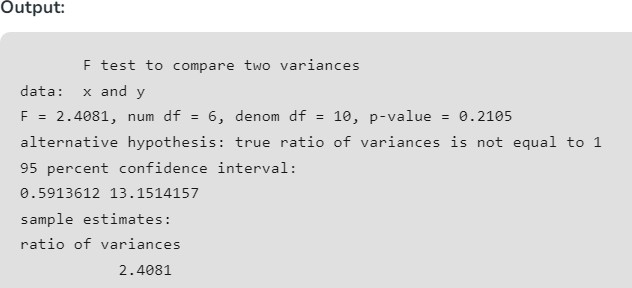 Output:
F test to compare two variances
data:  x and y
F = 2.4081, num df = 6, denom df = 10, p-value = 0.2105
alternative hypothesis: true ratio of variances is not equal to 1
95 percent confidence interval:
0.5913612 13.1514157
sample estimates:
ratio of variances
2.4081